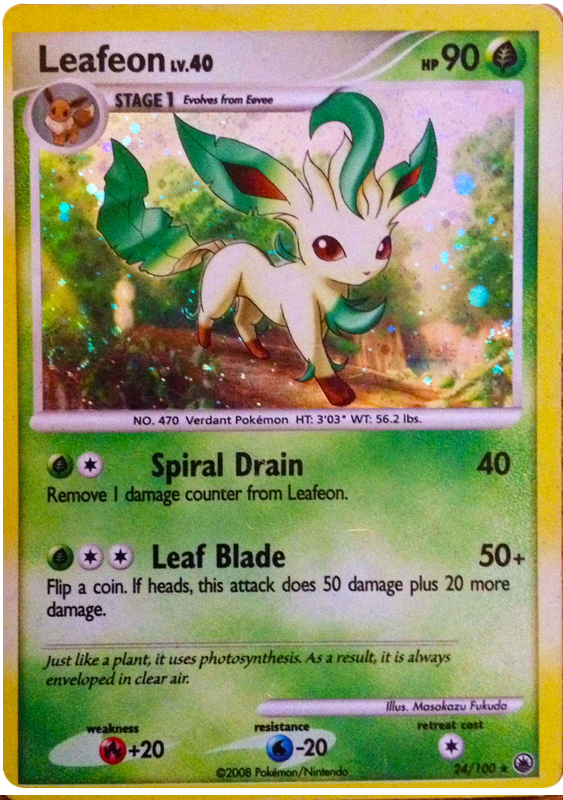 Leafeon LV.40 HP 90
STAGE 1 Evolves from Eevee
NO. 470 Verdant Pokémon HT: 3'03" WT: 56.2 lbs.
Spiral Drain 40
Remove 1 damage counter from Leafeon.
Leaf Blade 50+
Flip a coin. If heads, this attack does 50 damage plus 20 more
damage.
Just like a plant, it uses photosynthesis. As a result, it is always
enveloped in clear air.
Illus. Masakazu Fukuda
weakness resistance retreat cost
+20 -20
©2008 Pokémon/Nintendo 24/100 ★